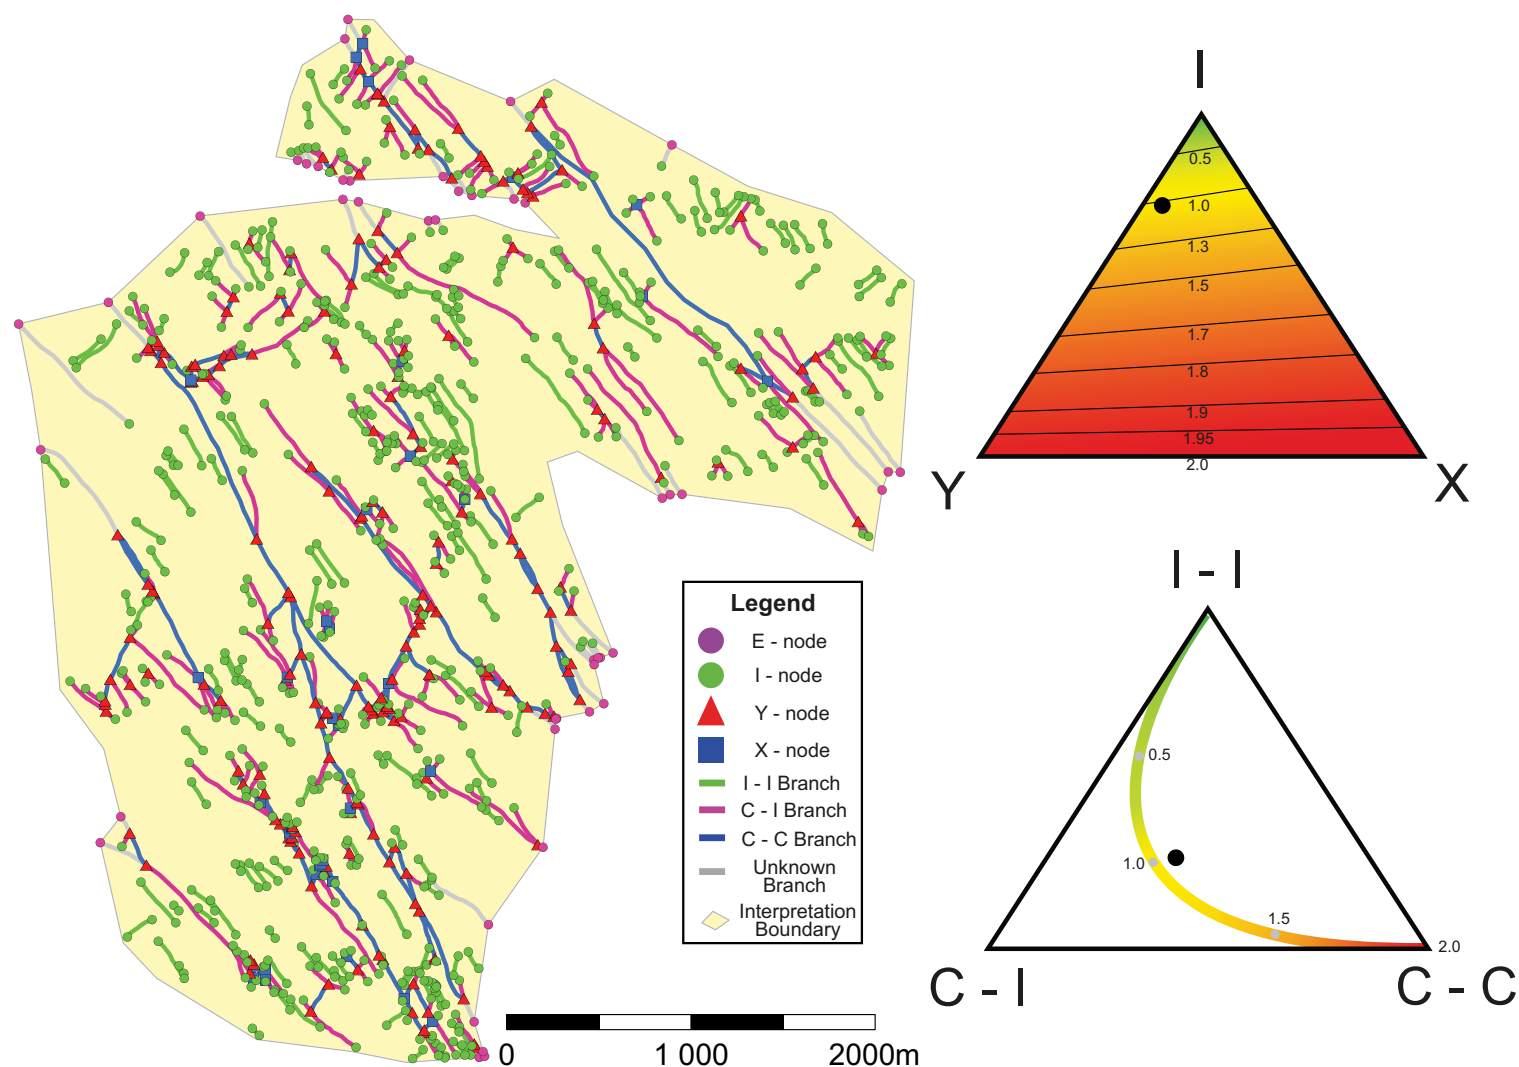 I
0.5
1.0
1.3
1.5
1.7
1.8
1.9
1.95
2.0
Y
X
I - I
0.5
1.0
1.5
2.0
C - I
C - C
Legend
E - node
I - node
Y - node
X - node
I - I Branch
C - I Branch
C - C Branch
Unknown
Branch
Interpretation
Boundary
0
1 000
2000m